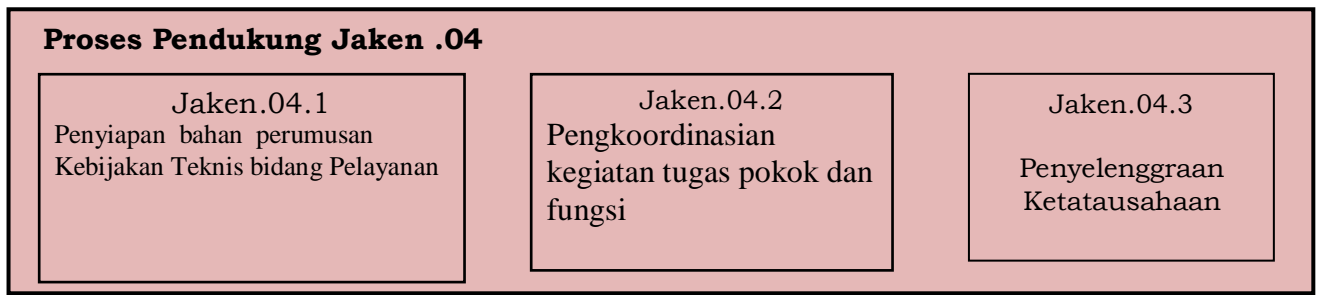 Proses Pendukung Jaken .04
Jaken.04.1
Penyiapan bahan perumusan
Kebijakan Teknis bidang Pelayanan
Jaken.04.2
Pengkoordinasian
kegiatan tugas pokok dan
fungsi
Jaken.04.3
Penyelenggraan
Ketatausahaan